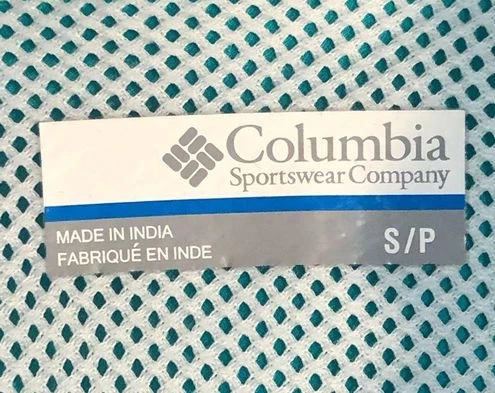 Columbia
Sportswear Company
MADE IN INDIA
FABRIQUÉ EN INDE
S/P